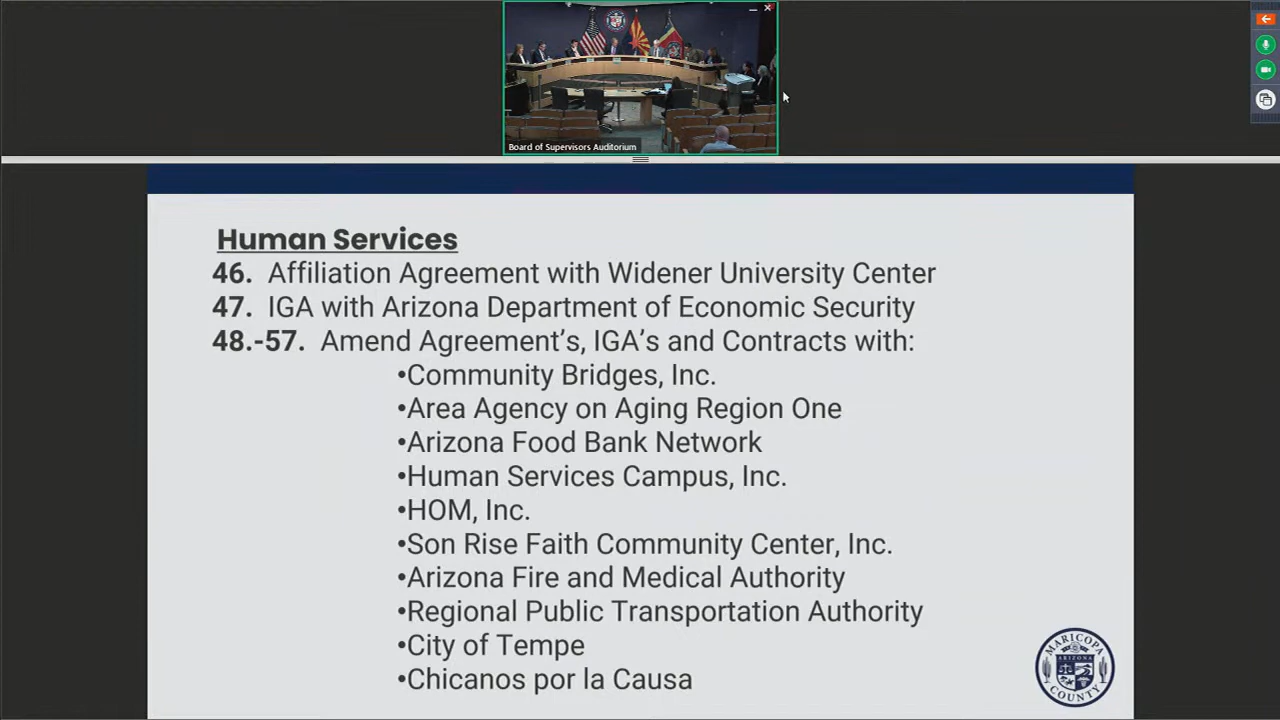 Board of Supervisors Auditorium
Human Services
46. Affiliation Agreement with Widener University Center
47. IGA with Arizona Department of Economic Security
48.-57. Amend Agreement's, IGA's and Contracts with:
•Community Bridges, Inc.
•Area Agency on Aging Region One
•Arizona Food Bank Network
•Human Services Campus, Inc.
•HOM, Inc.
•Son Rise Faith Community Center, Inc.
•Arizona Fire and Medical Authority
•Regional Public Transportation Authority
•City of Tempe
•Chicanos por la Causa
MARICOPA
ARIZONA
COUNTY